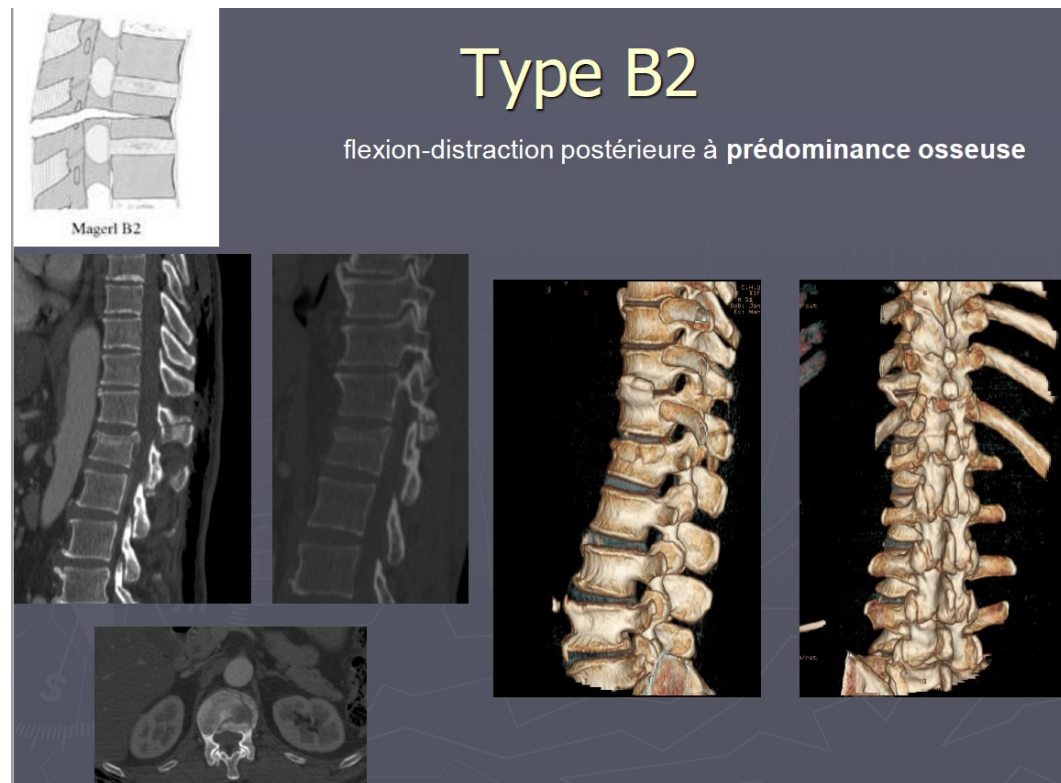 Type B2
flexion-distraction postérieure à prédominance osseuse
Magerl B2